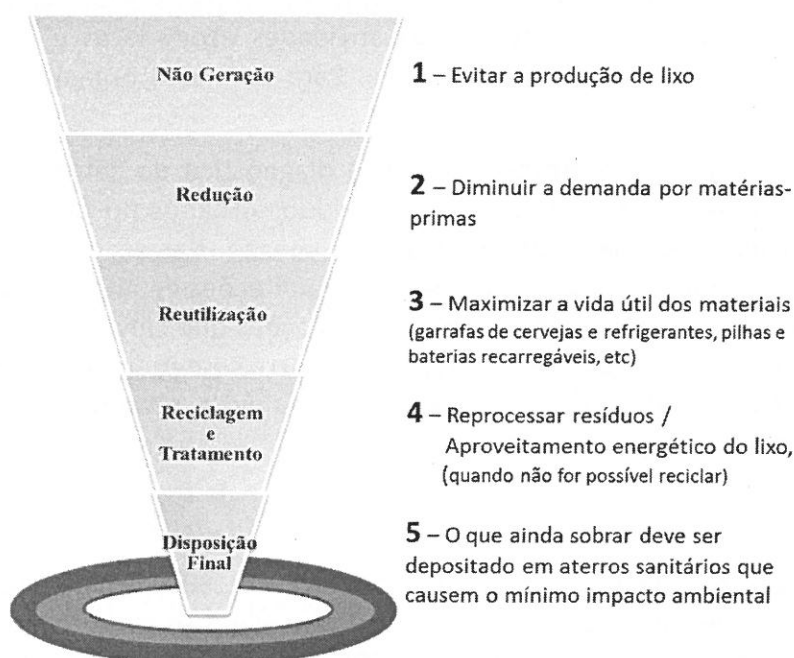 Não Geração
1 – Evitar a produção de lixo
Redução
2 – Diminuir a demanda por matérias-
primas
Reutilização
3 – Maximizar a vida útil dos materiais
(garrafas de cervejas e refrigerantes, pilhas e
baterias recarregáveis, etc)
Reciclagem
e
Tratamento
4 – Reprocessar resíduos /
Aproveitamento energético do lixo,
(quando não for possível reciclar)
Disposição
Final
5 – O que ainda sobrar deve ser
depositado em aterros sanitários que
causem o mínimo impacto ambiental